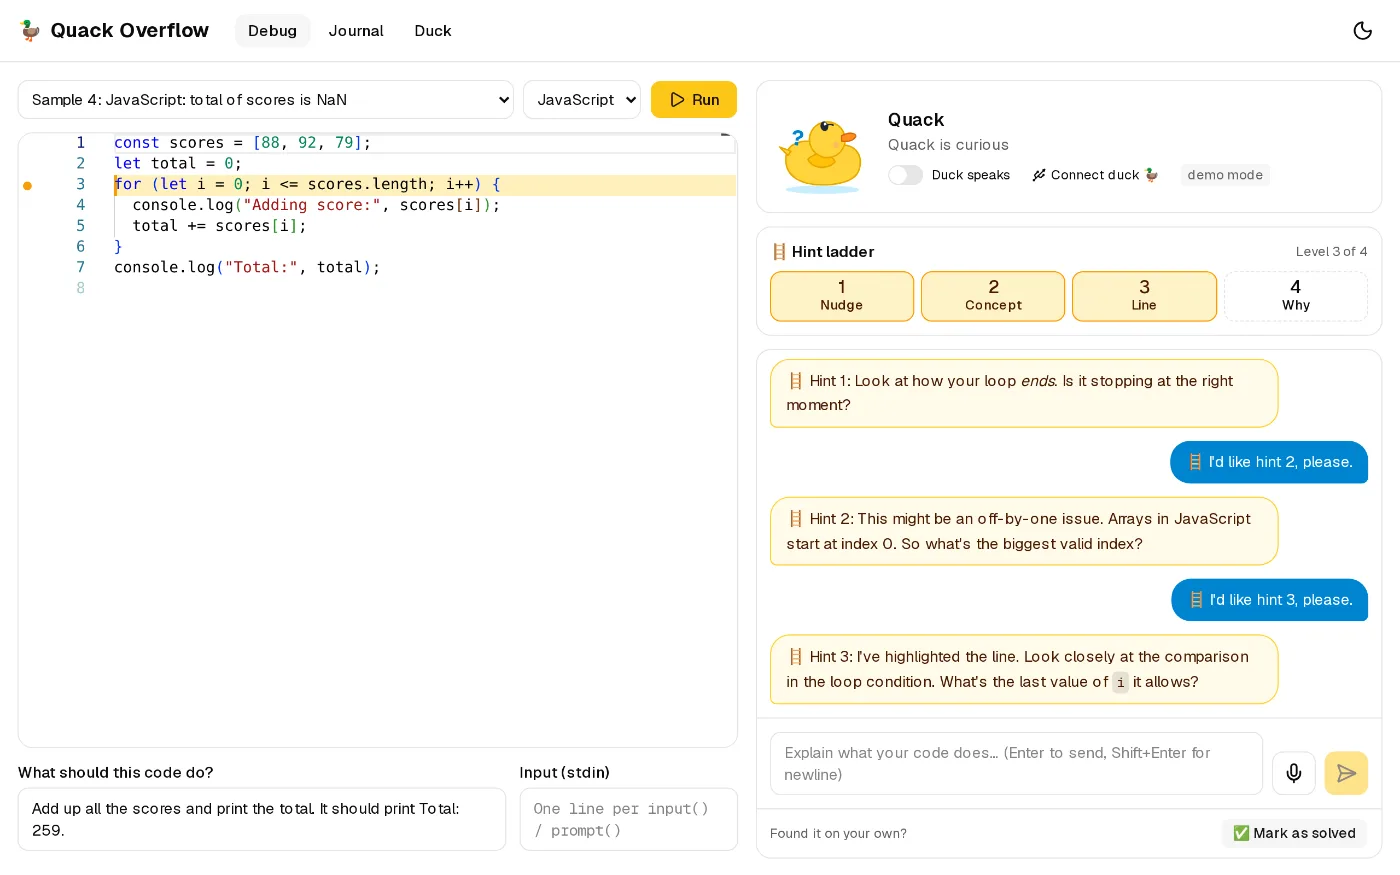 🦆 Quack Overflow Debug Journal Duck
Sample 4: JavaScript: total of scores is NaN JavaScript Run
1 const scores = [88, 92, 79];
2 let total = 0;
3 for (let i = 0; i <= scores.length; i++) {
4 console.log("Adding score:", scores[i]);
5 total += scores[i];
6 }
7 console.log("Total:", total);
8
What should this code do?
Add up all the scores and print the total. It should print Total:
259.
Input (stdin)
One line per input()
/ prompt()
?
Quack
Quack is curious
Duck speaks Connect duck 🦆 demo mode
🪜 Hint ladder Level 3 of 4
1 2 3 4
Nudge Concept Line Why
🪜 Hint 1: Look at how your loop ends. Is it stopping at the right
moment?
🪜 I'd like hint 2, please.
🪜 Hint 2: This might be an off-by-one issue. Arrays in JavaScript
start at index 0. So what's the biggest valid index?
🪜 I'd like hint 3, please.
🪜 Hint 3: I've highlighted the line. Look closely at the comparison
in the loop condition. What's the last value of i it allows?
Explain what your code does... (Enter to send, Shift+Enter for
newline)
Found it on your own? ✅ Mark as solved